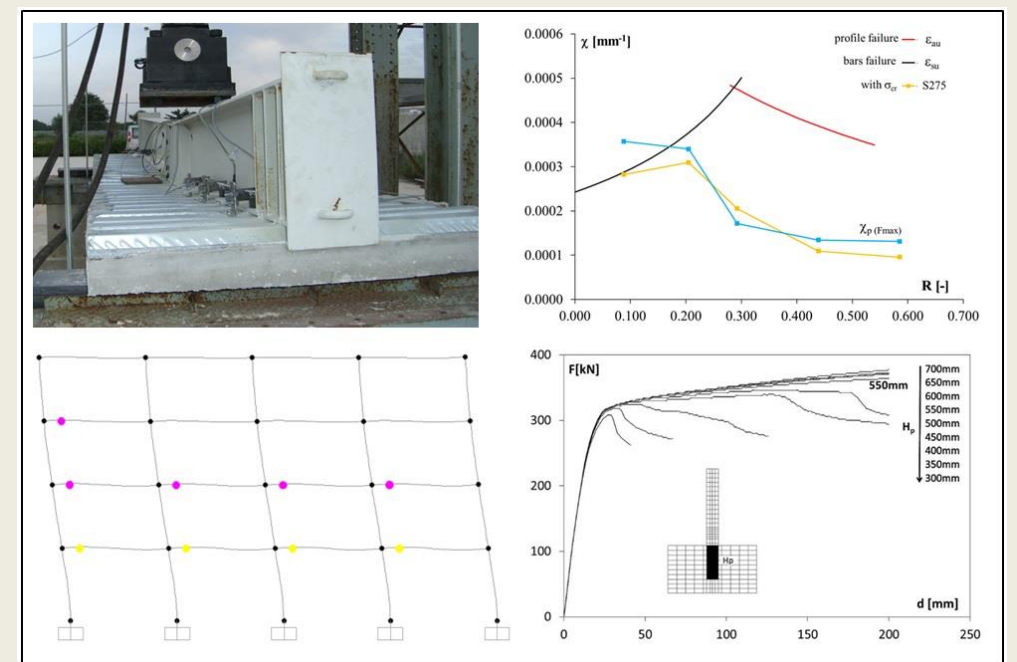 0.0006
χ [mm-1]
profile failure εau
bars failure εsu
with σcr S275
0.0005
0.0004
0.0003
0.0002
χp (Fmax)
0.0001
R [-]
0.0000
0.000 0.100 0.200 0.300 0.400 0.500 0.600 0.700
400
F[kN]
550mm
700mm
650mm
600mm
550mm
Hp
500mm
450mm
400mm
350mm
300mm
300
200
Hp
100
d [mm]
0
0 50 100 150 200 250